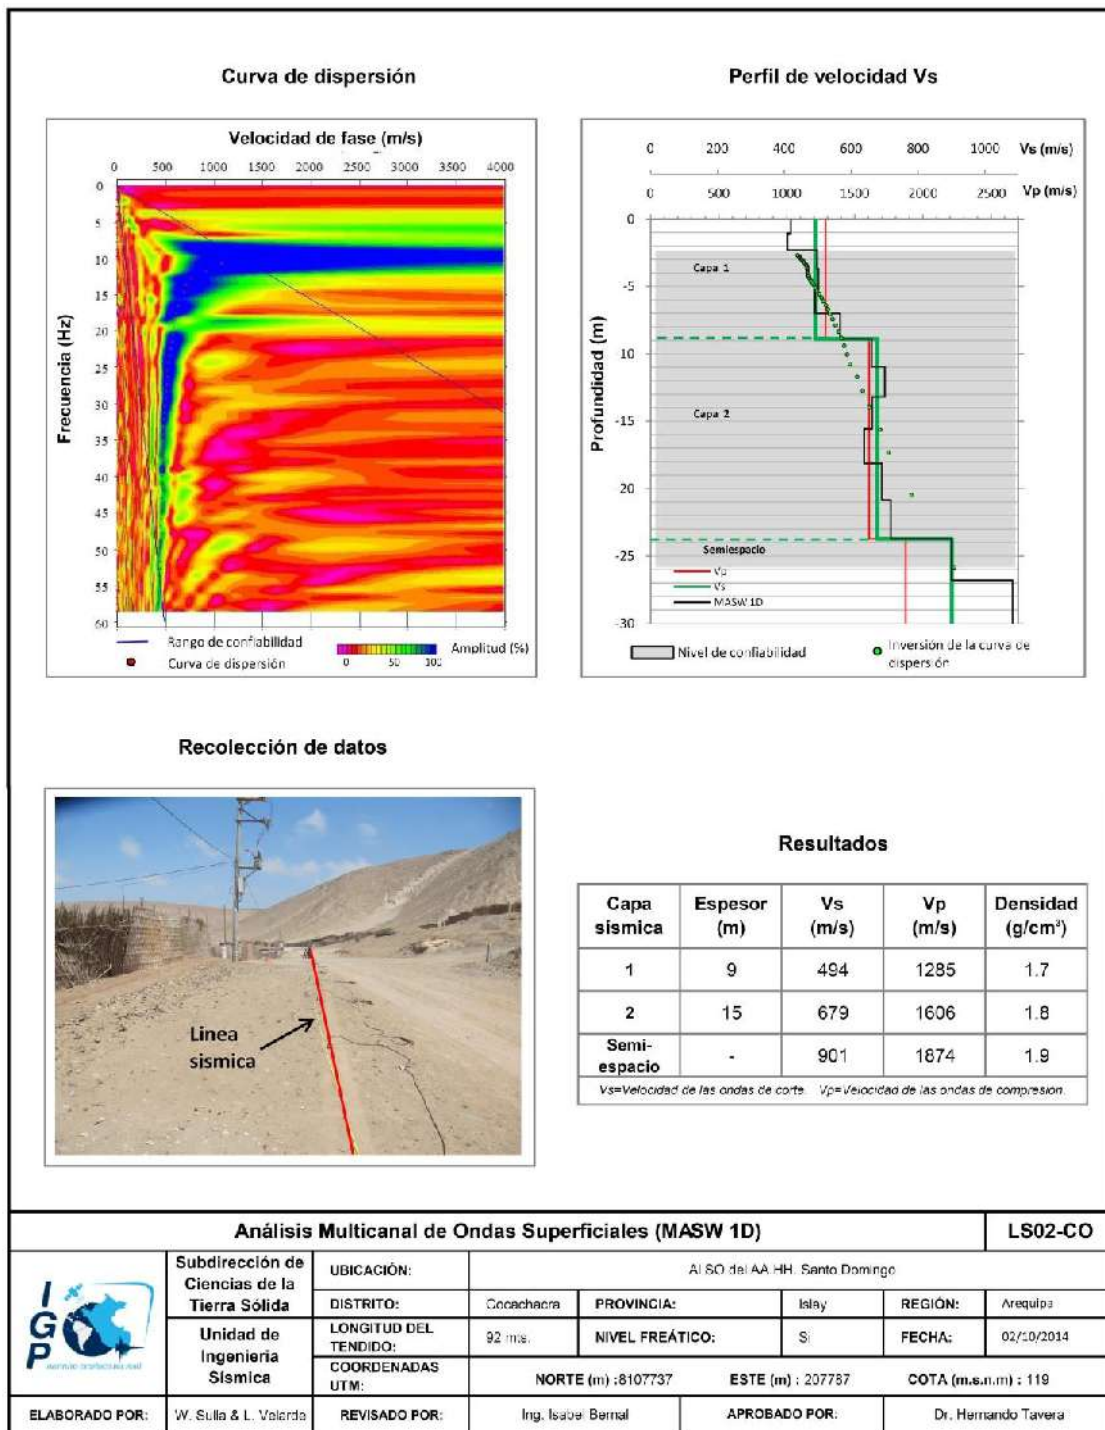 Curva de dispersión
Velocidad de fase (m/s)
0 500 1000 1500 2000 2500 3000 3500 4000
Frecuencia (Hz)
0
5
10
15
20
25
30
35
40
45
50
55
60
Rango de confiabilidad
Curva de dispersión
0 50 100
Amplitud (%)
Perfil de velocidad Vs
0 200 400 600 800 1000 Vs (m/s)
0 500 1000 1500 2000 2500 Vp (m/s)
Profundidad (m)
0
-5
-10
-15
-20
-25
-30
Capa 1
Capa 2
Semiespacio
Vp
Vs
MASW 1D
Nivel de confiabilidad
Inversión de la curva de
dispersión
Recolección de datos
Linea
sismica
Resultados
Capa sismica Espesor (m) Vs (m/s) Vp (m/s) Densidad (g/cm³)
1 9 494 1285 1.7
2 15 679 1606 1.8
Semi-espacio - 901 1874 1.9
Vs=Velocidad de las ondas de corte. Vp=Velocidad de las ondas de compresión.
Análisis Multicanal de Ondas Superficiales (MASW 1D) LS02-CO
IGP
Subdirección de
Ciencias de la
Tierra Sólida
Unidad de
Ingeniería
Sísmica
UBICACIÓN: Al SO del AA.HH. Santo Domingo
DISTRITO: Cocachacra PROVINCIA: Islay REGIÓN: Arequipa
LONGITUD DEL TENDIDO: 92 mts. NIVEL FREÁTICO: Si FECHA: 02/10/2014
COORDENADAS UTM: NORTE (m) :8107737 ESTE (m) : 207787 COTA (m.s.n.m) : 119
ELABORADO POR: W. Sulla & L. Velarde REVISADO POR: Ing. Isabel Bernal APROBADO POR: Dr. Hernando Tavera